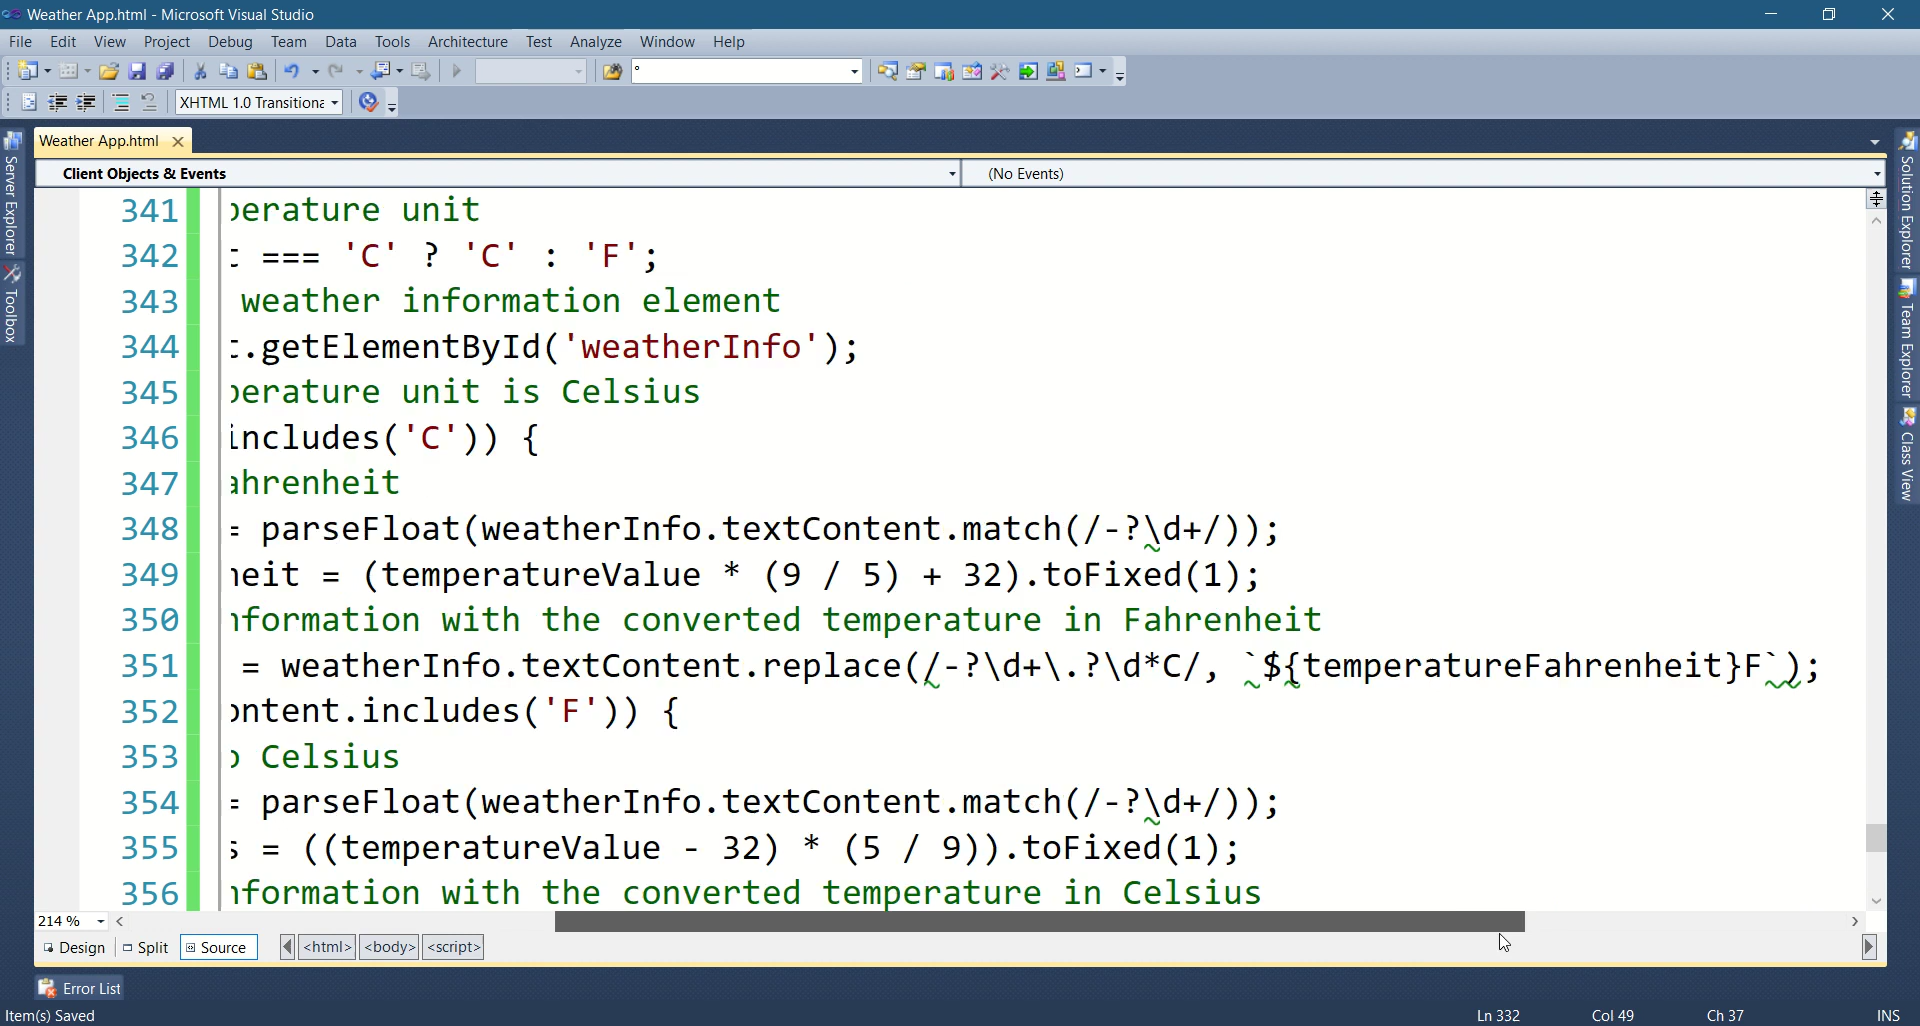 Weather App.html - Microsoft Visual Studio
File Edit View Project Debug Team Data Tools Architecture Test Analyze Window Help
°
XHTML 1.0 Transitiona
Server Explorer
Toolbox
Weather App.html
Client Objects & Events (No Events)
341 perature unit
342 t === 'C' ? 'C' : 'F';
343 weather information element
344 t.getElementById('weatherInfo');
345 perature unit is Celsius
346 includes('C')) {
347 ahrenheit
348 = parseFloat(weatherInfo.textContent.match(/-?\d+/));
349 heit = (temperatureValue * (9 / 5) + 32).toFixed(1);
350 nformation with the converted temperature in Fahrenheit
351 = weatherInfo.textContent.replace(/-?\d+\.?\d*C/, `${temperatureFahrenheit}F`);
352 ontent.includes('F')) {
353 o Celsius
354 = parseFloat(weatherInfo.textContent.match(/-?\d+/));
355 s = ((temperatureValue - 32) * (5 / 9)).toFixed(1);
356 nformation with the converted temperature in Celsius
Solution Explorer
Team Explorer
Class View
214 %
Design Split Source <html> <body> <script>
Error List
Item(s) Saved Ln 332 Col 49 Ch 37 INS